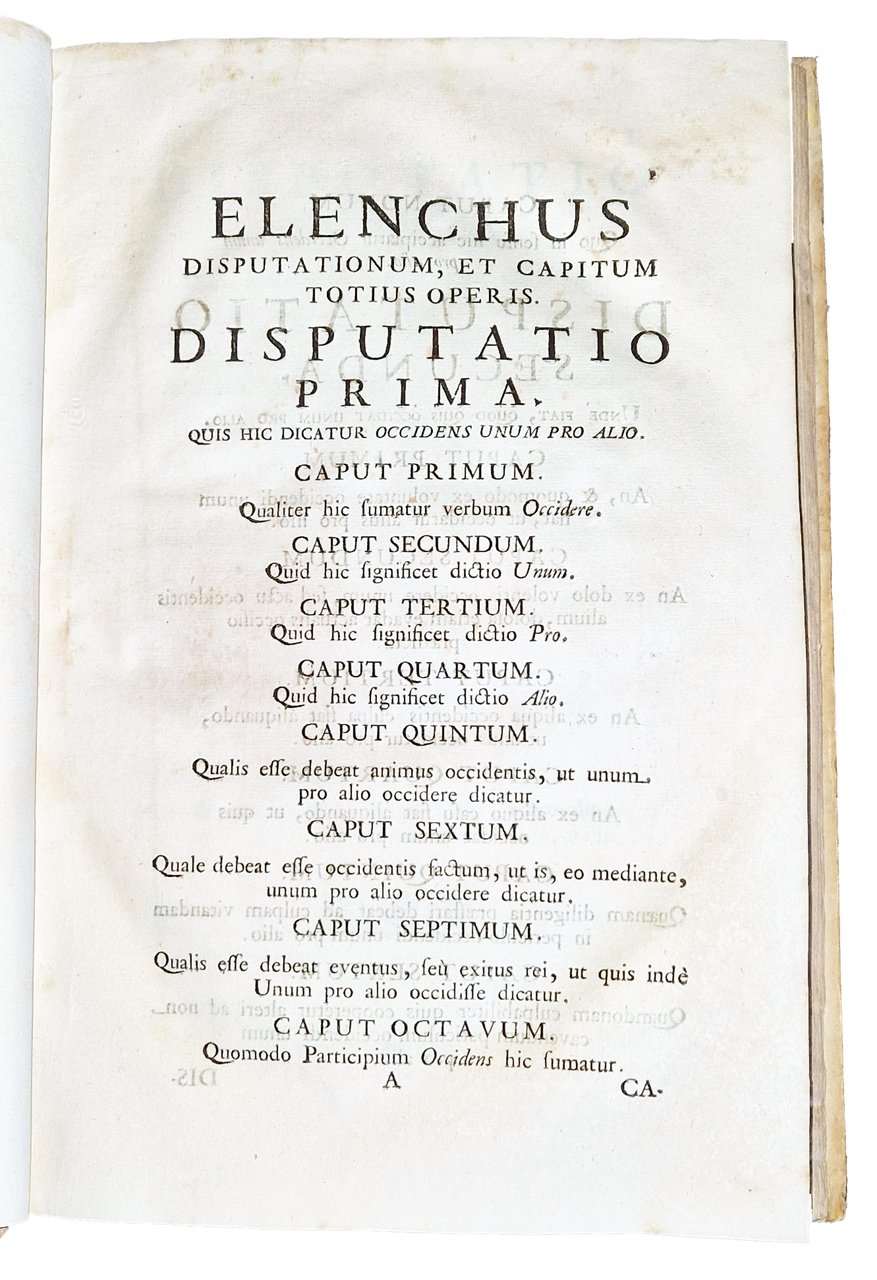 ELENCHUS
DISPUTATIONUM, ET CAPITUM
TOTIUS OPERIS.
DISPUTATIO
PRIMA.
QUIS HIC DICATUR OCCIDENS UNUM PRO ALIO.
CAPUT PRIMUM.
Qualiter hic ſumatur verbum Occidere.
CAPUT SECUNDUM.
Quid hic ſignificet dictio Unum.
CAPUT TERTIUM.
Quid hic ſignificet dictio Pro.
CAPUT QUARTUM.
Quid hic ſignificet dictio Alio.
CAPUT QUINTUM.
Qualis eſſe debeat animus occidentis, ut unum
pro alio occidere dicatur.
CAPUT SEXTUM.
Quale debeat eſſe occidentis factum, ut is, eo mediante,
unum pro alio occidere dicatur.
CAPUT SEPTIMUM.
Qualis eſſe debeat eventus, ſeù exitus rei, ut quis indè
Unum pro alio occidiſſe dicatur.
CAPUT OCTAVUM.
Quomodo Participium Occidens hic ſumatur.
A
CA-